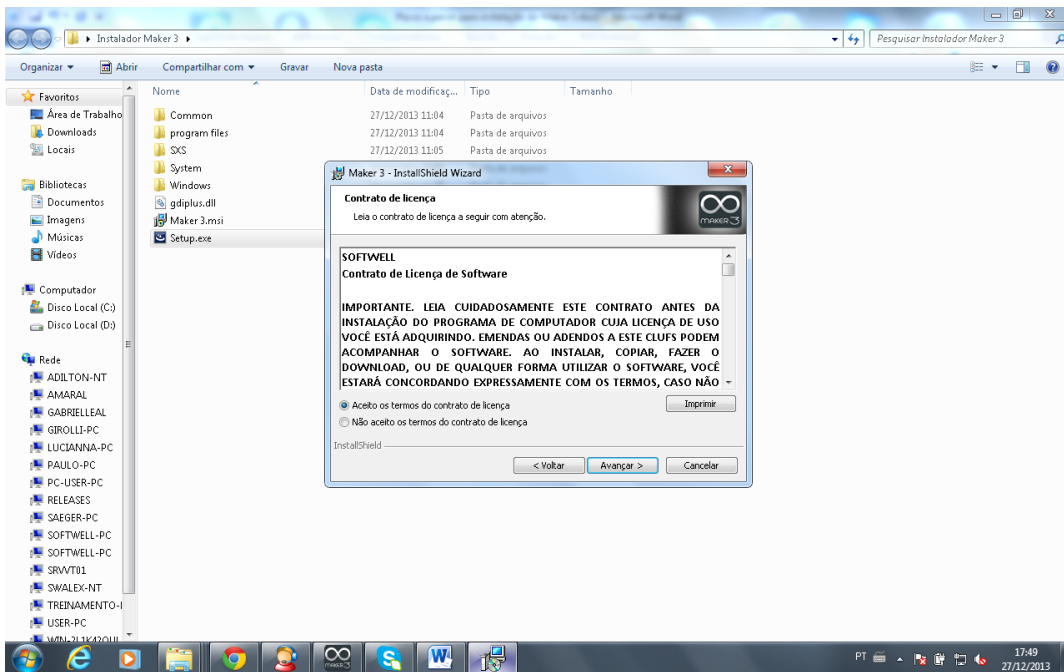 Instalador Maker 3
Pesquisar Instalador Maker 3
Organizar
Abrir
Compartilhar com
Gravar
Nova pasta
Favoritos
Área de Trabalho
Downloads
Locais
Bibliotecas
Documentos
Imagens
Músicas
Vídeos
Computador
Disco Local (C:)
Disco Local (D:)
Rede
ADILTON-NT
AMARAL
GABRIELLEAL
GIROLLI-PC
LUCIANNA-PC
PAULO-PC
PC-USER-PC
RELEASES
SAEGER-PC
SOFTWELL-PC
SOFTWELL-PC
SRVVT01
SWALEX-NT
TREINAMENTO-
USER-PC
Nome Data de modificaç... Tipo Tamanho
Common 27/12/2013 11:04 Pasta de arquivos
program files 27/12/2013 11:04 Pasta de arquivos
SXS 27/12/2013 11:05 Pasta de arquivos
System
Windows
gdiplus.dll
Maker 3.msi
Setup.exe
Maker 3 - InstallShield Wizard
Contrato de licença
Leia o contrato de licença a seguir com atenção.
MAKER 3
SOFTWELL
Contrato de Licença de Software
IMPORTANTE. LEIA CUIDADOSAMENTE ESTE CONTRATO ANTES DA
INSTALAÇÃO DO PROGRAMA DE COMPUTADOR CUJA LICENÇA DE USO
VOCÊ ESTÁ ADQUIRINDO. EMENDAS OU ADENDOS A ESTE CLUFS PODEM
ACOMPANHAR O SOFTWARE. AO INSTALAR, COPIAR, FAZER O
DOWNLOAD, OU DE QUALQUER FORMA UTILIZAR O SOFTWARE, VOCÊ
ESTARÁ CONCORDANDO EXPRESSAMENTE COM OS TERMOS, CASO NÃO
Aceito os termos do contrato de licença
Imprimir
Não aceito os termos do contrato de licença
InstallShield
< Voltar
Avançar >
Cancelar
MAKER 3
PT
17:49
27/12/2013